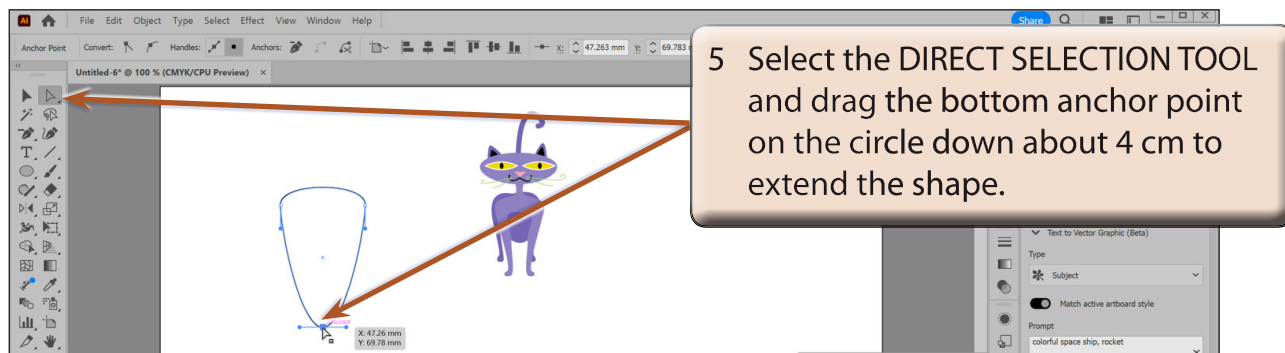 Ai File Edit Object Type Select Effect View Window Help Share
Anchor Point Convert: Handles: Anchors: X: 47.263 mm Y: 69.783
Untitled-6* @ 100 % (CMYK/CPU Preview) ×
5 Select the DIRECT SELECTION TOOL
and drag the bottom anchor point
on the circle down about 4 cm to
extend the shape.
Text to Vector Graphic (Beta)
Type
Subject
Match active artboard style
Prompt
colorful space ship, rocket
X: 47.26 mm
Y: 69.78 mm